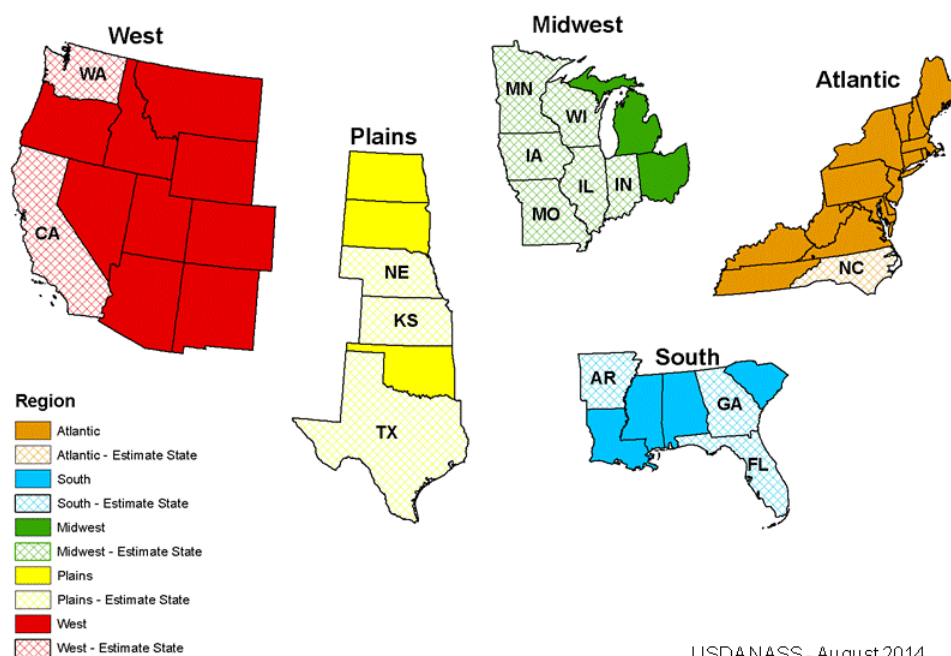 West
WA
CA
Plains
NE
KS
TX
Midwest
MN
WI
IA
IL
IN
MO
Atlantic
NC
South
AR
GA
FL
Region
Atlantic
Atlantic - Estimate State
South
South - Estimate State
Midwest
Midwest - Estimate State
Plains
Plains - Estimate State
West
West - Estimate State
USDA NASS - August 2014